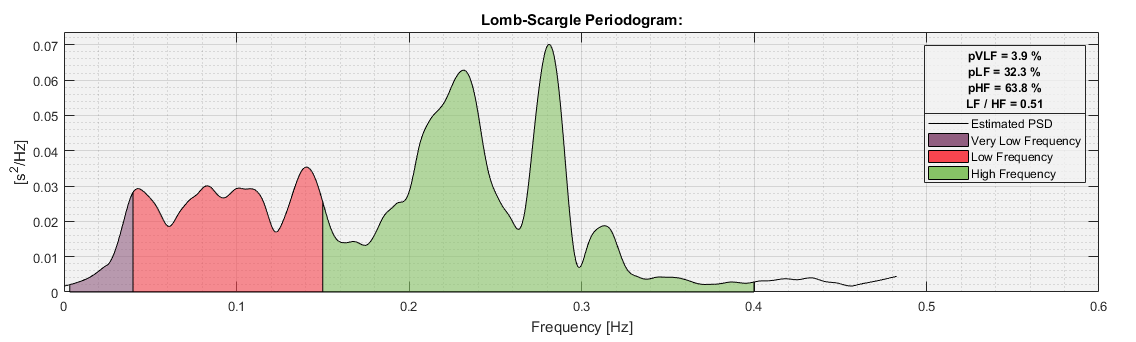 Lomb-Scargle Periodogram:
[s²/Hz]
0.07
0.06
0.05
0.04
0.03
0.02
0.01
0
pVLF = 3.9 %
pLF = 32.3 %
pHF = 63.8 %
LF / HF = 0.51
Estimated PSD
Very Low Frequency
Low Frequency
High Frequency
0 0.1 0.2 0.3 0.4 0.5 0.6
Frequency [Hz]